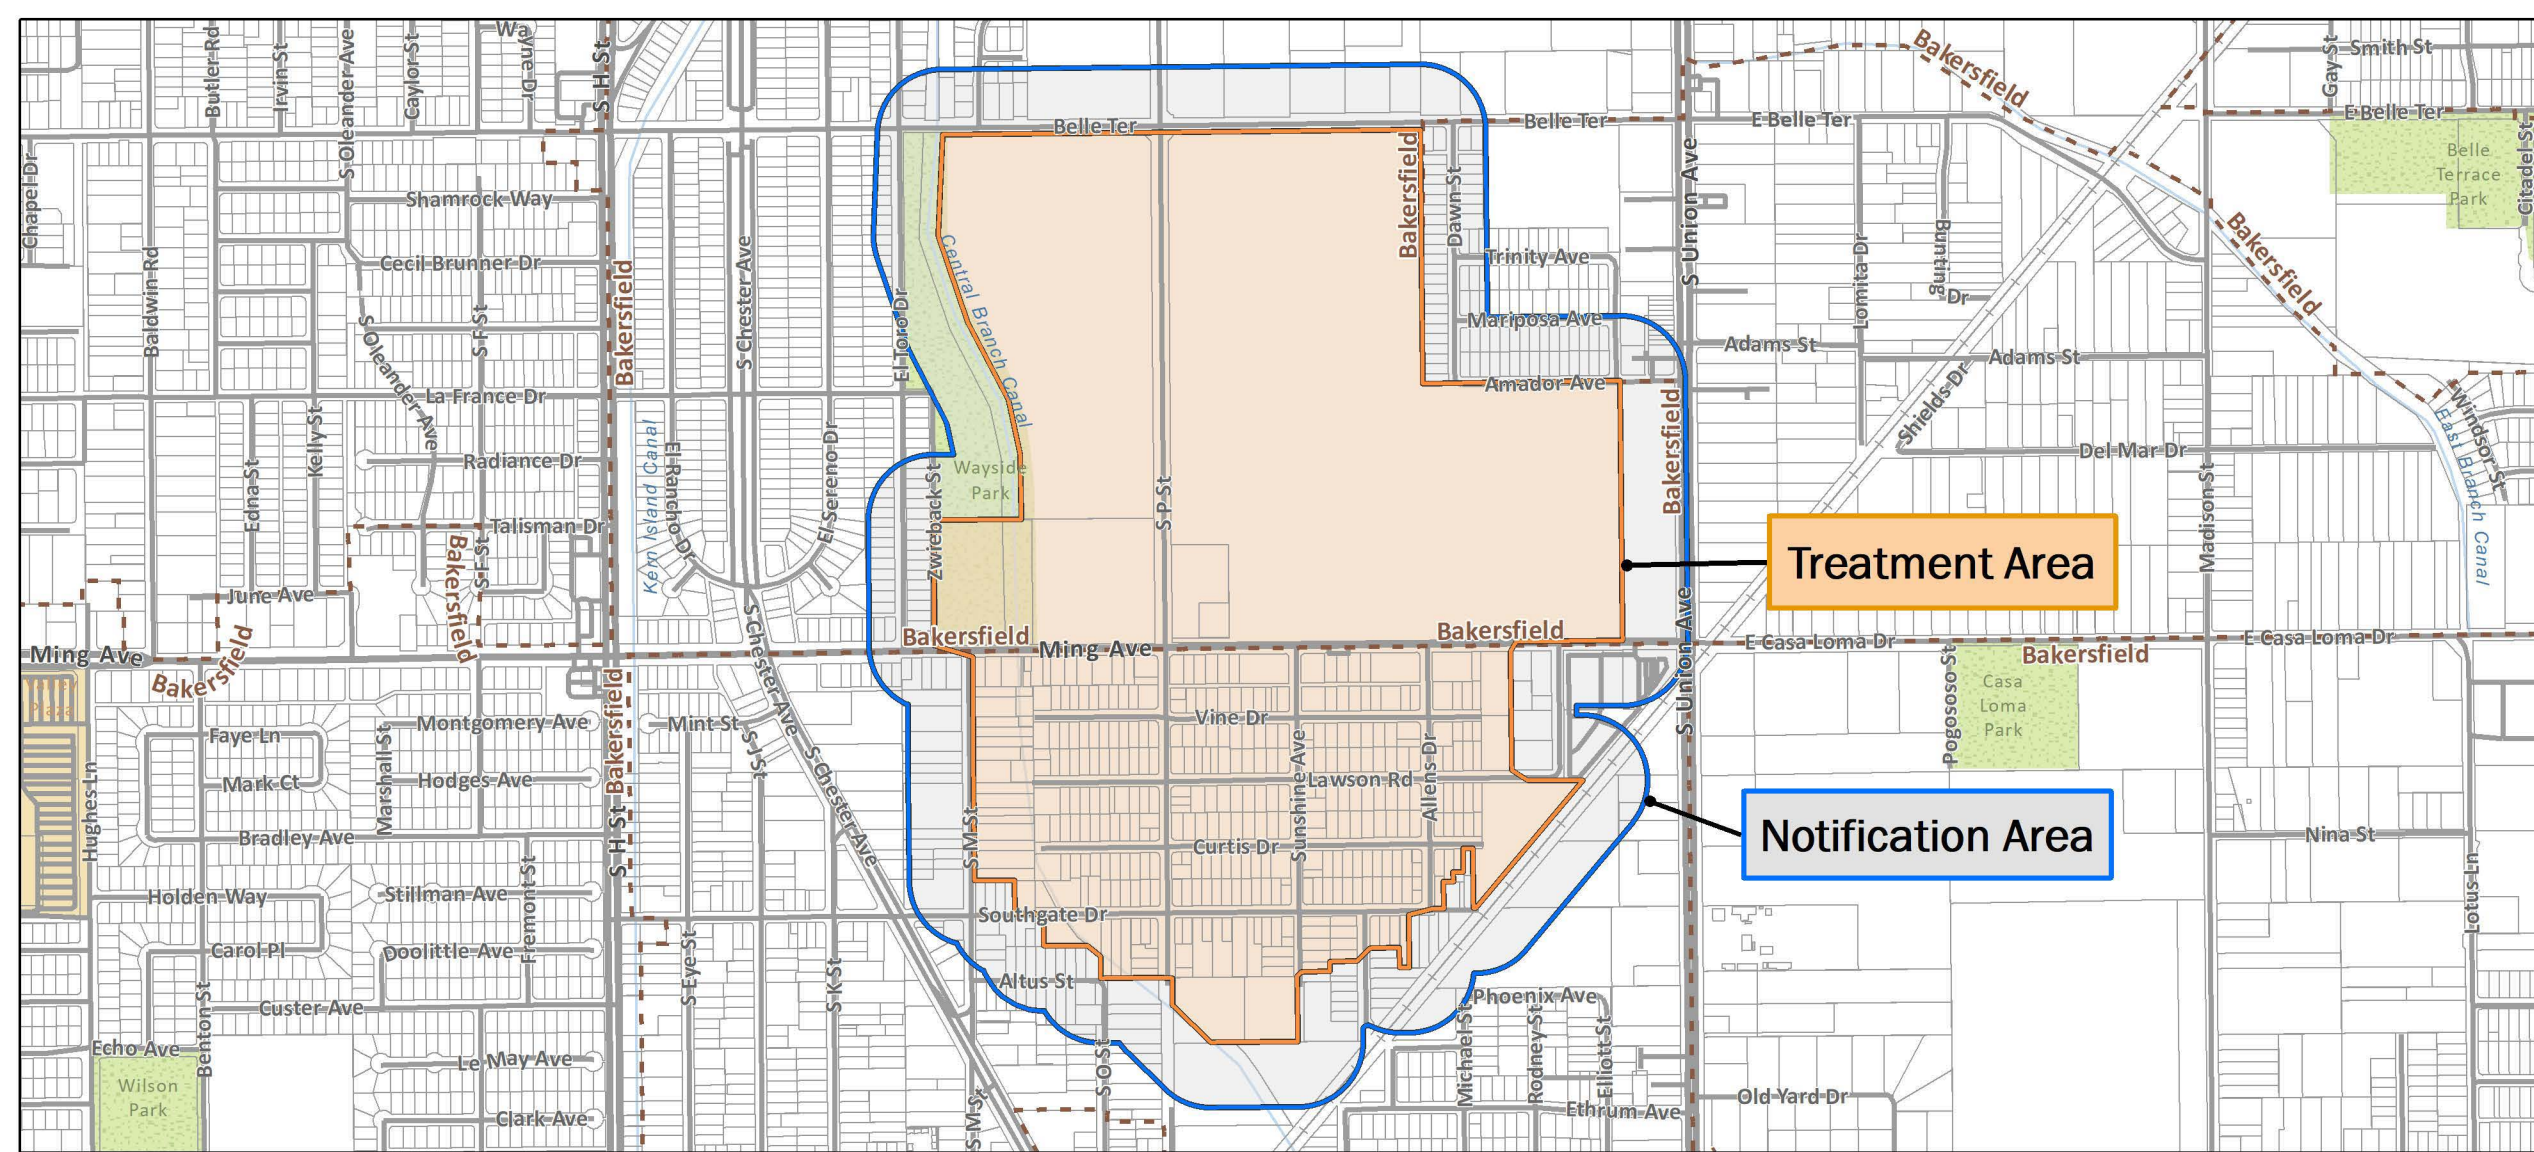 Wayne Dr
Butler Rd
Irvin St
S Oleander Ave
Caylor St
S H St
Chapel Dr
Shamrock Way
Cecil Brunner Dr
Baldwin Rd
S Oleander Ave
S F St
La France Dr
Kelly St
Edna St
Radiance Dr
Talisman Dr
S F St
June Ave
Bakersfield
Bakersfield
Bakersfield
Ming Ave
Kern Island Canal
El Rancho Dr
S Chester Ave
El Sereno Dr
El Toro Dr
Zwieback St
Belle Ter
Central Branch Canal
Wayside
Park
S P St
Bakersfield
Ming Ave
Bakersfield
Bakersfield
Dawn St
Belle Ter
Trinity Ave
Mariposa Ave
Amador Ave
Bakersfield
S Union Ave
Bakersfield
Smith St
Gay St
E Belle Ter
E Belle Ter
Belle
Terrace
Park
Citadel St
Lomita Dr
Bunting
Dr
Bakersfield
Adams St
Adams St
Shields Dr
Del Mar Dr
Madison St
Windsor St
East Branch Canal
Treatment Area
S Union Ave
E Casa Loma Dr
E Casa Loma Dr
Bakersfield
Pogososo St
Casa
Loma
Park
Notification Area
Nina St
Lotus Ln
Old Yard Dr
Valley
Plaza
Hughes Ln
Faye Ln
Mark Ct
Marshall St
Montgomery Ave
Hodges Ave
Bradley Ave
Bakersfield
S H St
Holden Way
Carol Pl
Stillman Ave
Doolittle Ave
Fremont St
Custer Ave
Benton St
Echo Ave
Wilson
Park
Le May Ave
Clark Ave
Mint St
S J St
S Chester Ave
S Chester Ave
S Eye St
S K St
S M St
Vine Dr
Sunshine Ave
Lawson Rd
Allens Dr
Curtis Dr
Southgate Dr
Altus St
S O St
S M St
Phoenix Ave
Michael St
Rodney St
Elliott St
Ethrum Ave